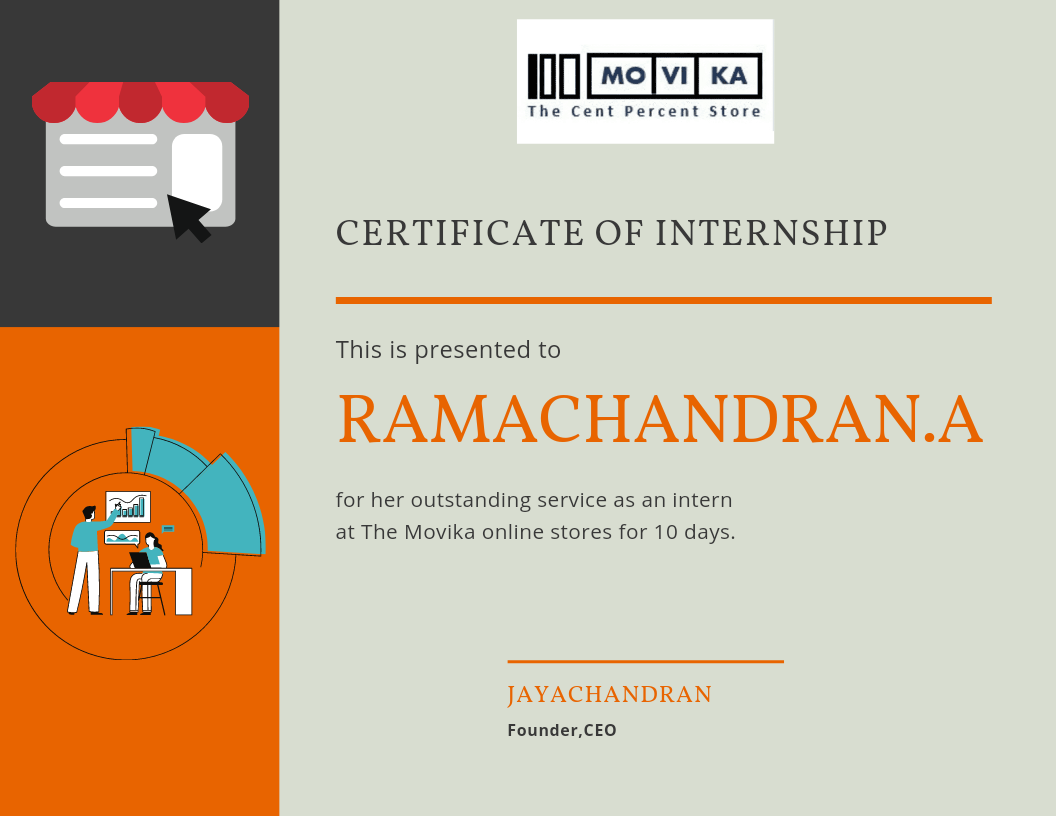 MO VI KA
The Cent Percent Store
CERTIFICATE OF INTERNSHIP
This is presented to
RAMACHANDRAN.A
for her outstanding service as an intern
at The Movika online stores for 10 days.
JAYACHANDRAN
Founder,CEO